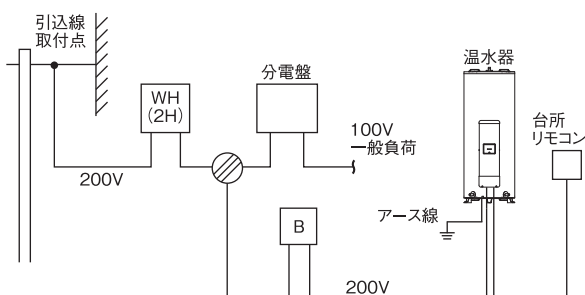 引込線
取付点
WH
(2H)
分電盤
温水器
台所
リモコン
100V
一般負荷
200V
アース線
B
200V